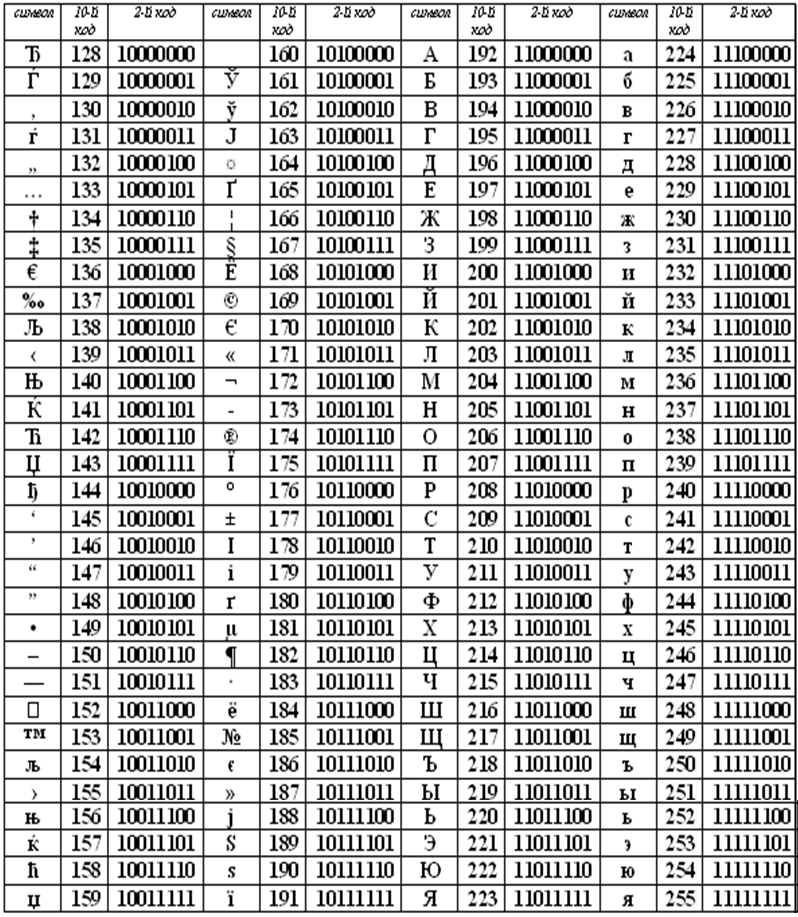 символ 10-й код 2-й код символ 10-й код 2-й код символ 10-й код 2-й код символ 10-й код 2-й код
Ђ 128 10000000 160 10100000 А 192 11000000 а 224 11100000
Ѓ 129 10000001 Ў 161 10100001 Б 193 11000001 б 225 11100001
‚ 130 10000010 ў 162 10100010 В 194 11000010 в 226 11100010
ѓ 131 10000011 Ј 163 10100011 Г 195 11000011 г 227 11100011
„ 132 10000100 ¤ 164 10100100 Д 196 11000100 д 228 11100100
… 133 10000101 Ґ 165 10100101 Е 197 11000101 е 229 11100101
† 134 10000110 ¦ 166 10100110 Ж 198 11000110 ж 230 11100110
‡ 135 10000111 § 167 10100111 З 199 11000111 з 231 11100111
€ 136 10001000 Ё 168 10101000 И 200 11001000 и 232 11101000
‰ 137 10001001 © 169 10101001 Й 201 11001001 й 233 11101001
Љ 138 10001010 Є 170 10101010 К 202 11001010 к 234 11101010
‹ 139 10001011 « 171 10101011 Л 203 11001011 л 235 11101011
Њ 140 10001100 ¬ 172 10101100 М 204 11001100 м 236 11101100
Ќ 141 10001101 - 173 10101101 Н 205 11001101 н 237 11101101
Ћ 142 10001110 ® 174 10101110 О 206 11001110 о 238 11101110
Џ 143 10001111 Ї 175 10101111 П 207 11001111 п 239 11101111
ђ 144 10010000 ° 176 10110000 Р 208 11010000 р 240 11110000
‘ 145 10010001 ± 177 10110001 С 209 11010001 с 241 11110001
’ 146 10010010 І 178 10110010 Т 210 11010010 т 242 11110010
“ 147 10010011 і 179 10110011 У 211 11010011 у 243 11110011
” 148 10010100 ґ 180 10110100 Ф 212 11010100 ф 244 11110100
• 149 10010101 µ 181 10110101 Х 213 11010101 х 245 11110101
– 150 10010110 ¶ 182 10110110 Ц 214 11010110 ц 246 11110110
— 151 10010111 · 183 10110111 Ч 215 11010111 ч 247 11110111
□ 152 10011000 ё 184 10111000 Ш 216 11011000 ш 248 11111000
™ 153 10011001 № 185 10111001 Щ 217 11011001 щ 249 11111001
љ 154 10011010 є 186 10111010 Ъ 218 11011010 ъ 250 11111010
› 155 10011011 » 187 10111011 Ы 219 11011011 ы 251 11111011
њ 156 10011100 ј 188 10111100 Ь 220 11011100 ь 252 11111100
ќ 157 10011101 Ѕ 189 10111101 Э 221 11011101 э 253 11111101
ћ 158 10011110 ѕ 190 10111110 Ю 222 11011110 ю 254 11111110
џ 159 10011111 ї 191 10111111 Я 223 11011111 я 255 11111111